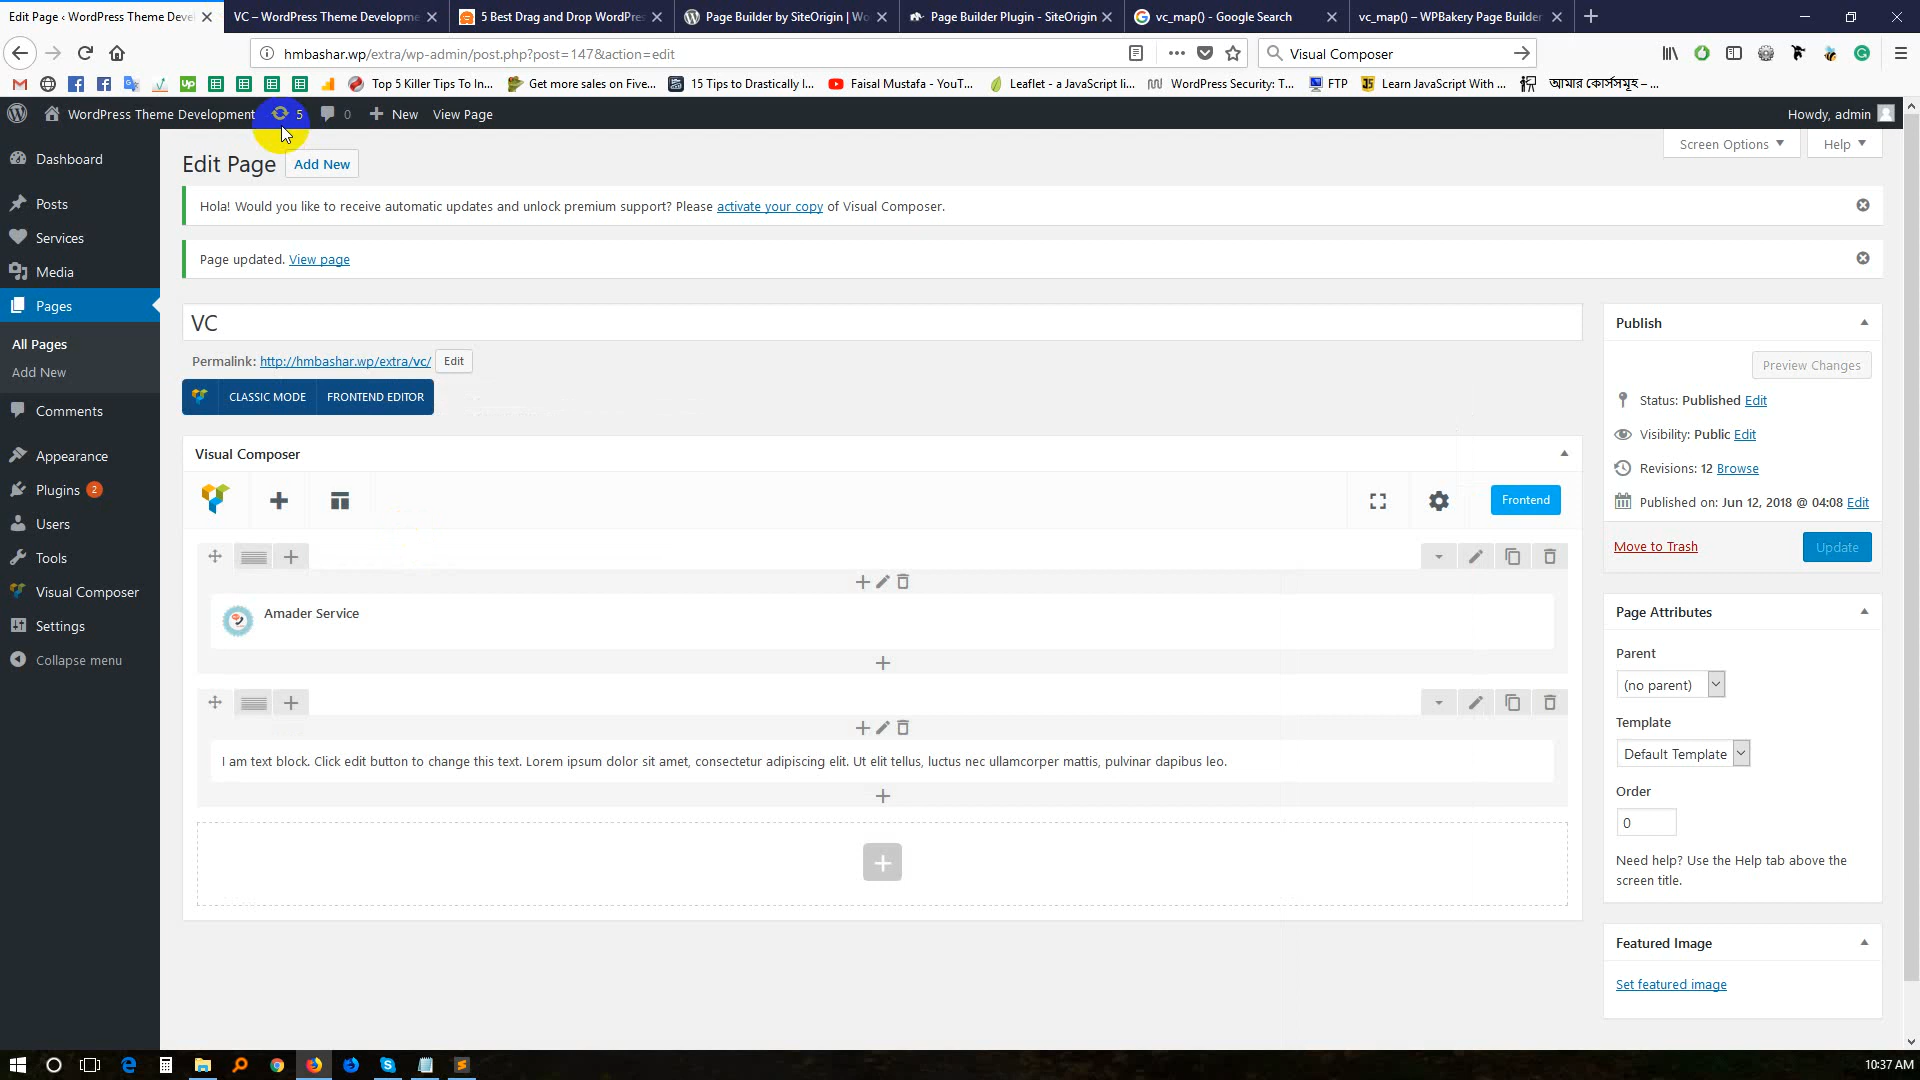 Edit Page ‹ WordPress Theme Deve
VC – WordPress Theme Developme
5 Best Drag and Drop WordPres
Page Builder by SiteOrigin | Wo
Page Builder Plugin - SiteOrigin
vc_map() - Google Search
vc_map() – WPBakery Page Builder
hmbashar.wp/extra/wp-admin/post.php?post=147&action=edit
Visual Composer
Top 5 Killer Tips To In...
Get more sales on Five...
15 Tips to Drastically I...
Faisal Mustafa - YouT...
Leaflet - a JavaScript li...
WordPress Security: T...
FTP
Learn JavaScript With ...
আমার কোর্সসমূহ – ...
WordPress Theme Development
5
0
New
View Page
Howdy, admin
Dashboard
Posts
Services
Media
Pages
All Pages
Add New
Comments
Appearance
Plugins 2
Users
Tools
Visual Composer
Settings
Collapse menu
Edit Page
Add New
Screen Options
Help
Hola! Would you like to receive automatic updates and unlock premium support? Please activate your copy of Visual Composer.
Page updated. View page
VC
Permalink: http://hmbashar.wp/extra/vc/ Edit
CLASSIC MODE
FRONTEND EDITOR
Visual Composer
Frontend
Amader Service
I am text block. Click edit button to change this text. Lorem ipsum dolor sit amet, consectetur adipiscing elit. Ut elit tellus, luctus nec ullamcorper mattis, pulvinar dapibus leo.
Publish
Preview Changes
Status: Published Edit
Visibility: Public Edit
Revisions: 12 Browse
Published on: Jun 12, 2018 @ 04:08 Edit
Move to Trash
Update
Page Attributes
Parent
(no parent)
Template
Default Template
Order
0
Need help? Use the Help tab above the
screen title.
Featured Image
Set featured image
10:37 AM